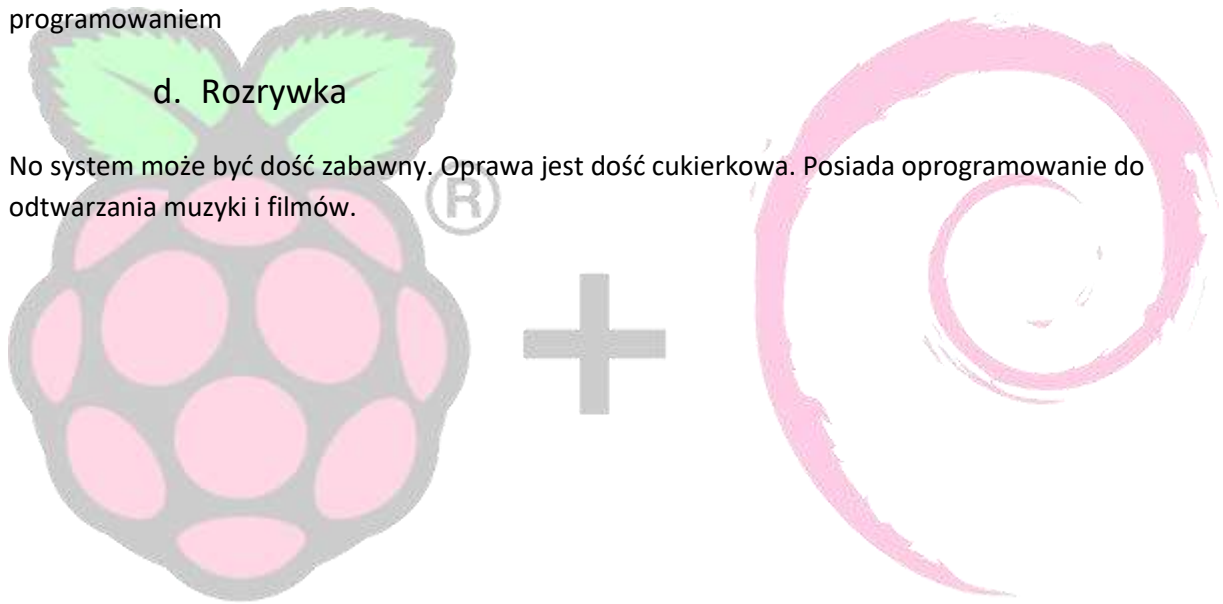 programowaniem
d. Rozrywka
No system może być dość zabawny. Oprawa jest dość cukierkowa. Posiada oprogramowanie do
odtwarzania muzyki i filmów.
®